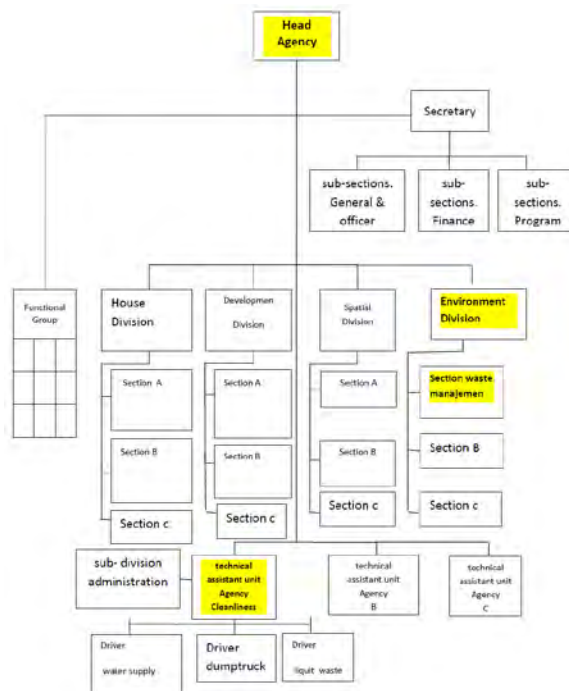 Head
Agency
Secretary
sub-sections.
General &
officer
sub-
sections.
Finance
sub-
sections.
Program
Functional
Group
House
Division
Developmen
Division
Spatial
Division
Environment
Division
Section A
Section A
Section A
Section waste
manajemen
Section B
Section B
Section B
Section B
Section c
Section c
Section c
Section c
sub- division
administration
technical
assistant unit
Agency
Cleanliness
technical
assistant unit
Agency
B
technical
assistant unit
Agency
C
Driver
water supply
Driver
dumptruck
Driver
liquit waste